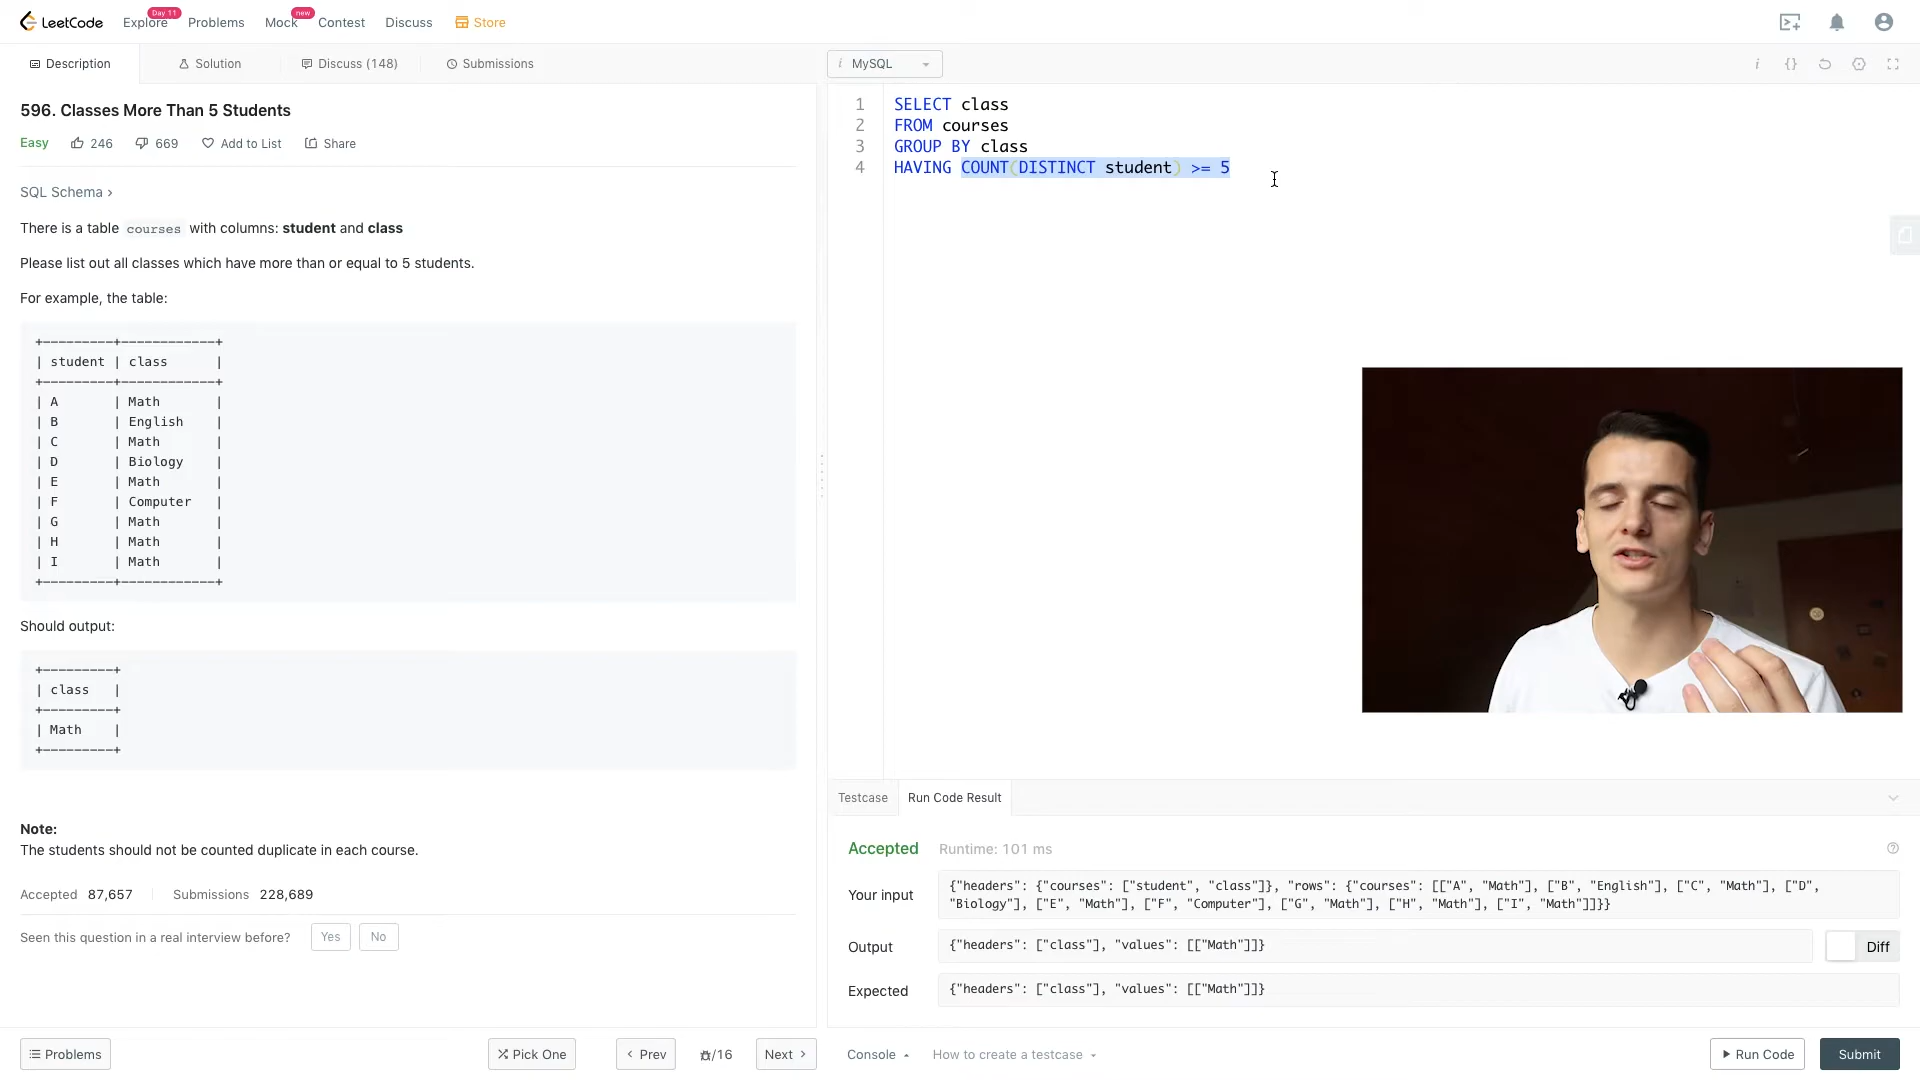 LeetCode
Explore Day 11 Problems Mock new Contest Discuss Store
Description Solution Discuss (148) Submissions
i MySQL
596. Classes More Than 5 Students
Easy 246 669 Add to List Share
SQL Schema ›
There is a table courses with columns: student and class
Please list out all classes which have more than or equal to 5 students.
For example, the table:
+---------+------------+
| student | class      |
+---------+------------+
| A       | Math       |
| B       | English    |
| C       | Math       |
| D       | Biology    |
| E       | Math       |
| F       | Computer   |
| G       | Math       |
| H       | Math       |
| I       | Math       |
+---------+------------+
Should output:
+---------+
| class   |
+---------+
| Math    |
+---------+
Note:
The students should not be counted duplicate in each course.
Accepted 87,657 Submissions 228,689
Seen this question in a real interview before? Yes No
Problems Pick One ‹ Prev /16 Next ›
i {}
1 SELECT class
2 FROM courses
3 GROUP BY class
4 HAVING COUNT(DISTINCT student) >= 5
Testcase Run Code Result
Accepted Runtime: 101 ms
Your input
{"headers": {"courses": ["student", "class"]}, "rows": {"courses": [["A", "Math"], ["B", "English"], ["C", "Math"], ["D",
"Biology"], ["E", "Math"], ["F", "Computer"], ["G", "Math"], ["H", "Math"], ["I", "Math"]]}}
Output {"headers": ["class"], "values": [["Math"]]} Diff
Expected {"headers": ["class"], "values": [["Math"]]}
Console How to create a testcase Run Code Submit